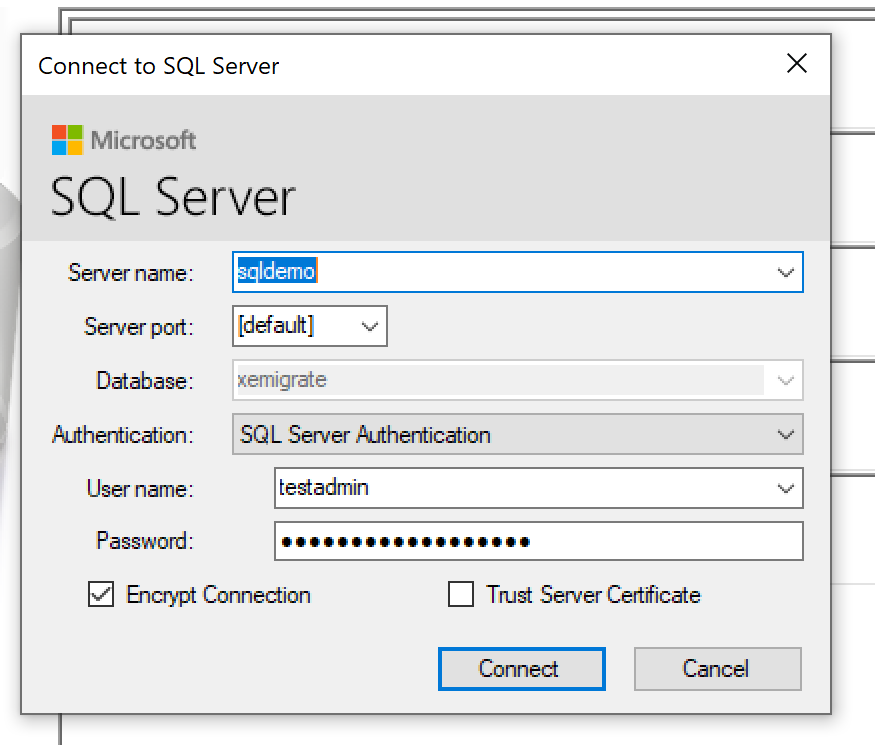 Connect to SQL Server
Microsoft
SQL Server
Server name: sqldemo
Server port: [default]
Database: xemigrate
Authentication: SQL Server Authentication
User name: testadmin
Password: ●●●●●●●●●●●●●●●●●●
Encrypt Connection Trust Server Certificate
Connect Cancel